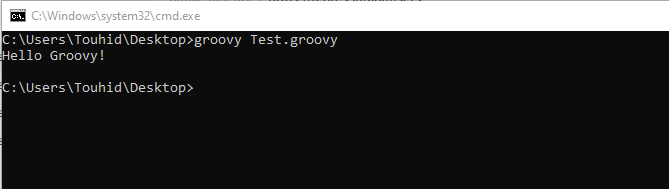 C:\Windows\system32\cmd.exe
C:\Users\Touhid\Desktop>groovy Test.groovy
Hello Groovy!
C:\Users\Touhid\Desktop>